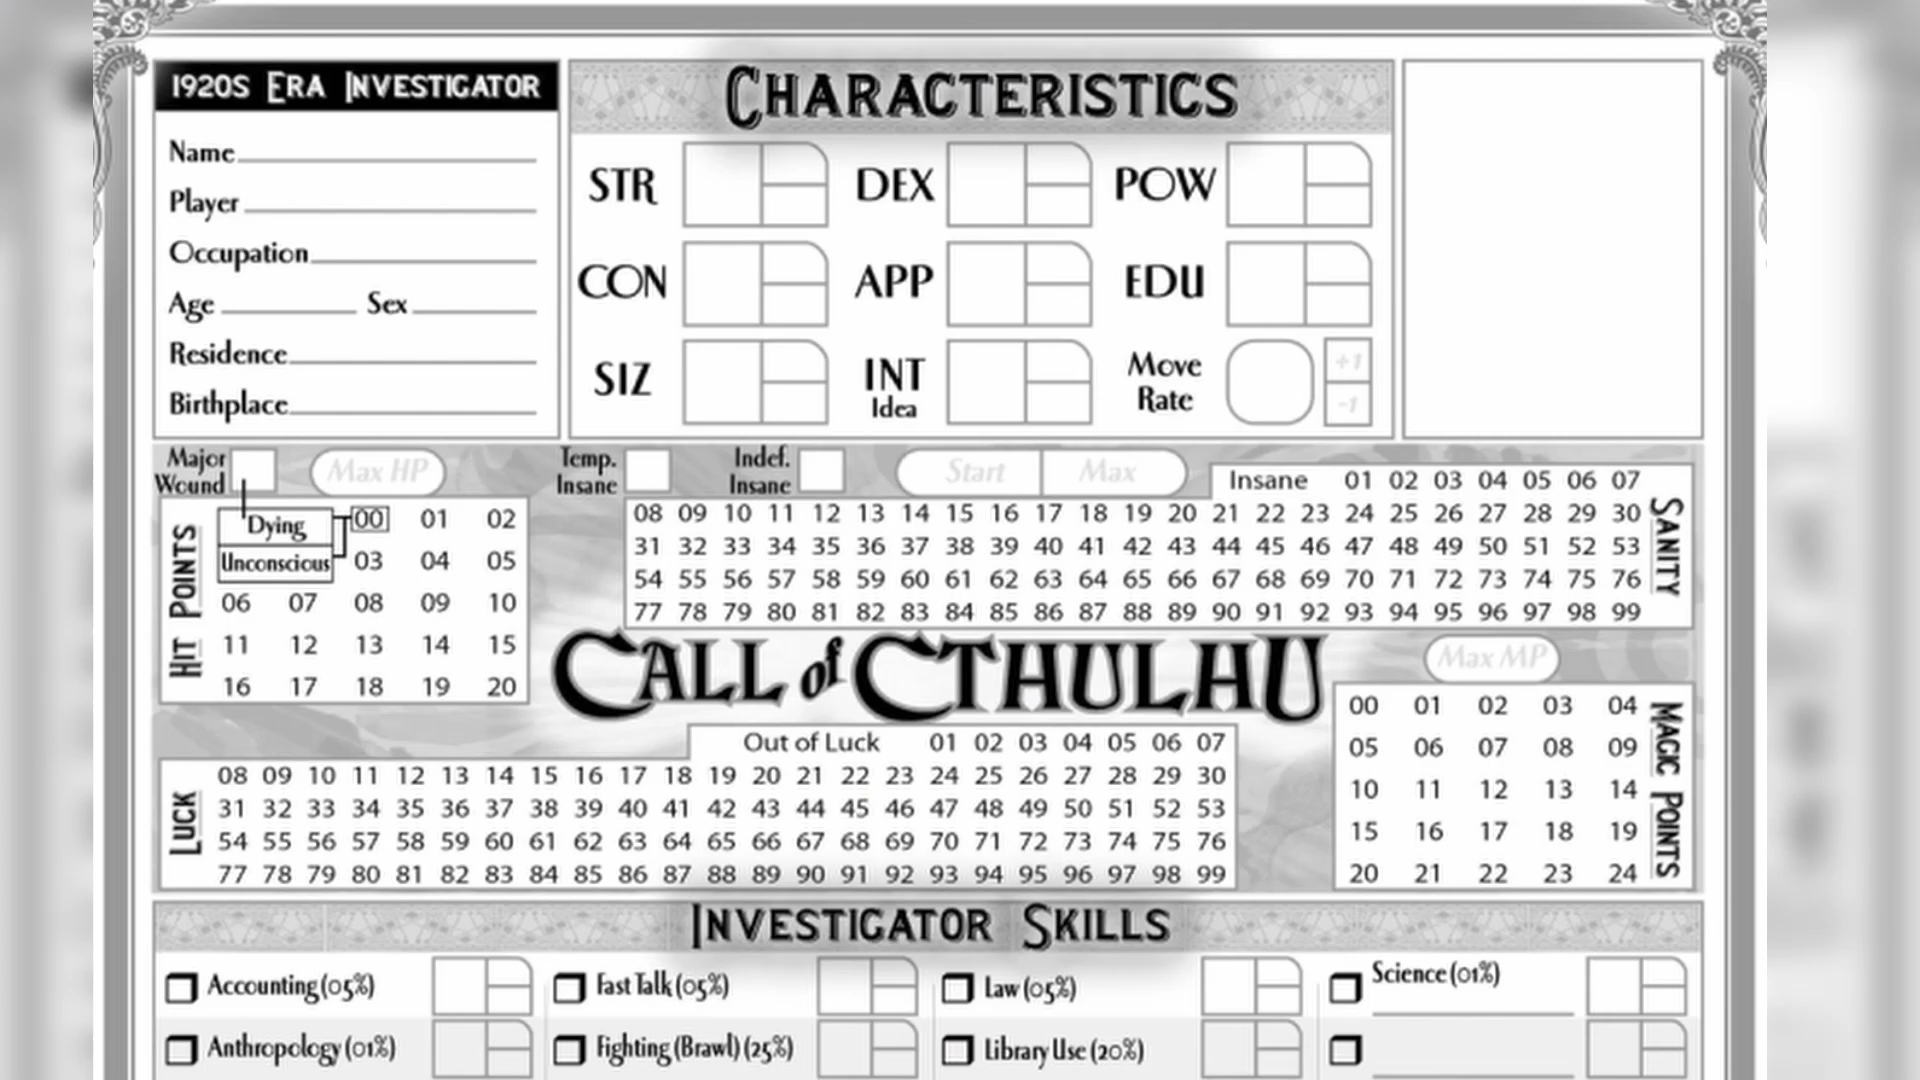 1920s Era Investigator
Name
Player
Occupation
Age Sex
Residence
Birthplace
Characteristics
STR DEX POW
CON APP EDU
SIZ INT Idea Move Rate +1 -1
Major Wound Max HP
Hit Points
Dying 00 01 02
Unconscious 03 04 05
06 07 08 09 10
11 12 13 14 15
16 17 18 19 20
Temp. Insane Indef. Insane Start Max
Insane 01 02 03 04 05 06 07
08 09 10 11 12 13 14 15 16 17 18 19 20 21 22 23 24 25 26 27 28 29 30
31 32 33 34 35 36 37 38 39 40 41 42 43 44 45 46 47 48 49 50 51 52 53
54 55 56 57 58 59 60 61 62 63 64 65 66 67 68 69 70 71 72 73 74 75 76
77 78 79 80 81 82 83 84 85 86 87 88 89 90 91 92 93 94 95 96 97 98 99
Sanity
Call of Cthulhu
Max MP
00 01 02 03 04
05 06 07 08 09
10 11 12 13 14
15 16 17 18 19
20 21 22 23 24
Magic Points
Luck
Out of Luck 01 02 03 04 05 06 07
08 09 10 11 12 13 14 15 16 17 18 19 20 21 22 23 24 25 26 27 28 29 30
31 32 33 34 35 36 37 38 39 40 41 42 43 44 45 46 47 48 49 50 51 52 53
54 55 56 57 58 59 60 61 62 63 64 65 66 67 68 69 70 71 72 73 74 75 76
77 78 79 80 81 82 83 84 85 86 87 88 89 90 91 92 93 94 95 96 97 98 99
Investigator Skills
Accounting (05%) Fast Talk (05%) Law (05%) Science (01%)
Anthropology (01%) Fighting (Brawl) (25%) Library Use (20%)